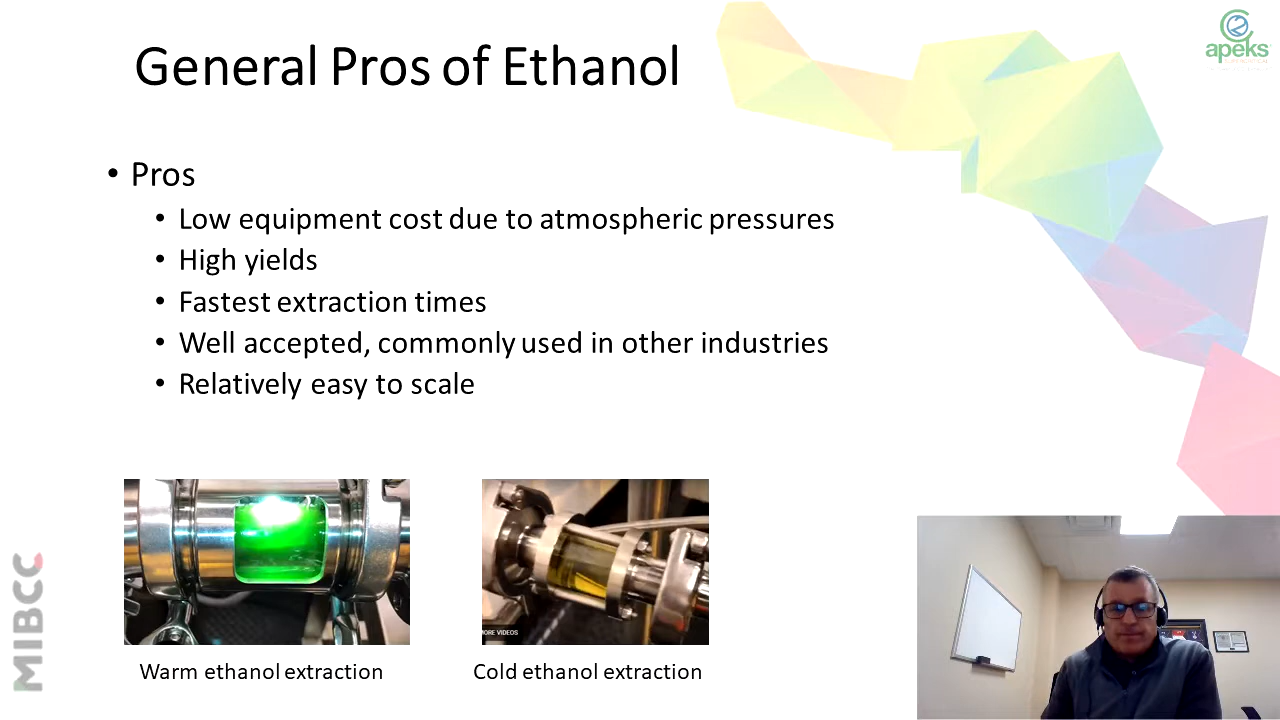 General Pros of Ethanol
apeks
• Pros
• Low equipment cost due to atmospheric pressures
• High yields
• Fastest extraction times
• Well accepted, commonly used in other industries
• Relatively easy to scale
MORE VIDEOS
Warm ethanol extraction
Cold ethanol extraction
MIBCC